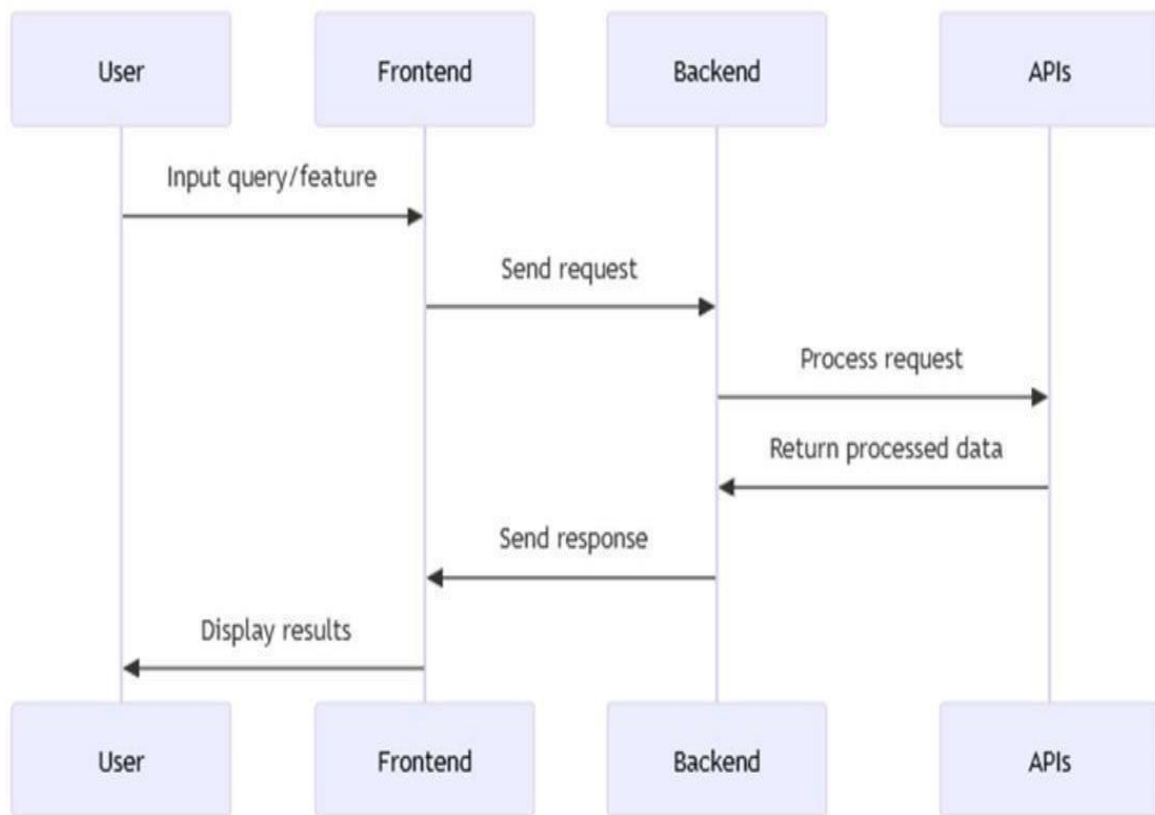 User Frontend Backend APIs
Input query/feature
Send request
Process request
Return processed data
Send response
Display results
User Frontend Backend APIs